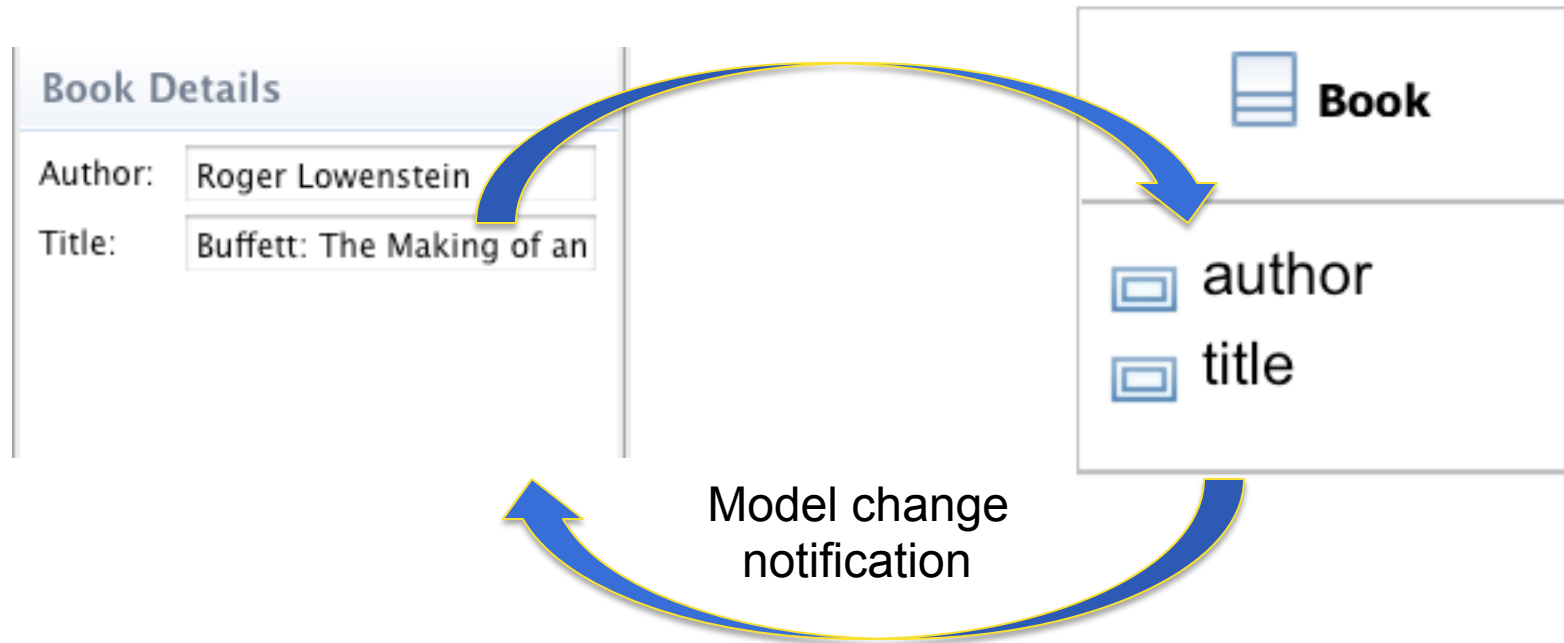 Book Details
Author: Roger Lowenstein
Title: Buffett: The Making of an
Book
author
title
Model change
notification